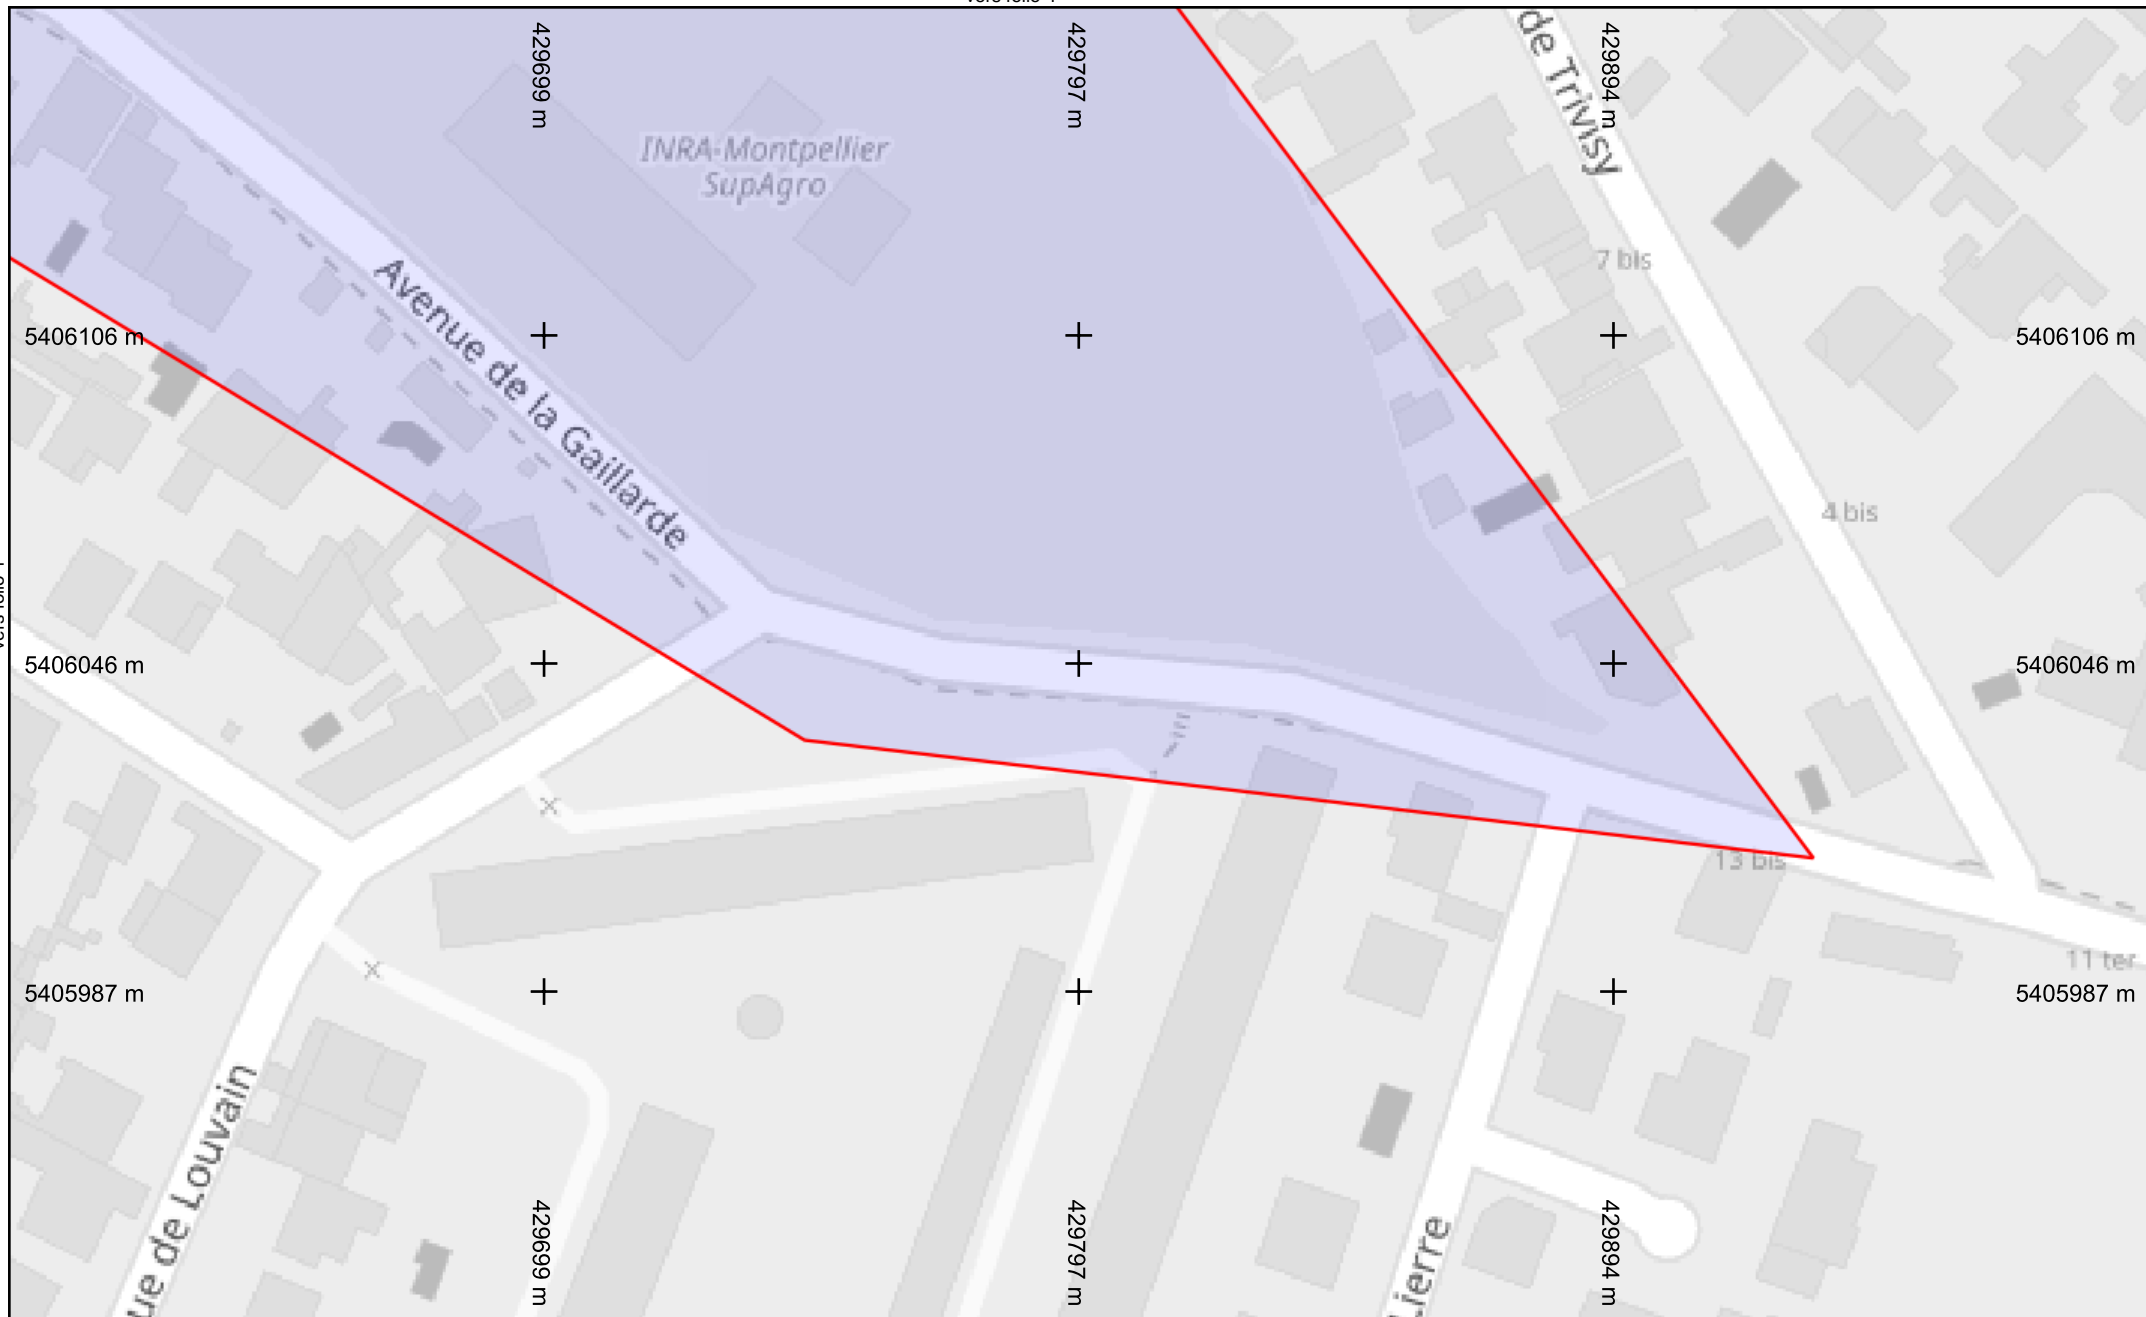 429699 m
429797 m
429894 m
de Trivisy
INRA-Montpellier
SupAgro
7 bis
Avenue de la Gaillarde
5406106 m
5406106 m
4 bis
5406046 m
5406046 m
13 bis
11 ter
5405987 m
5405987 m
ue de Louvain
Lierre
429699 m
429797 m
429894 m